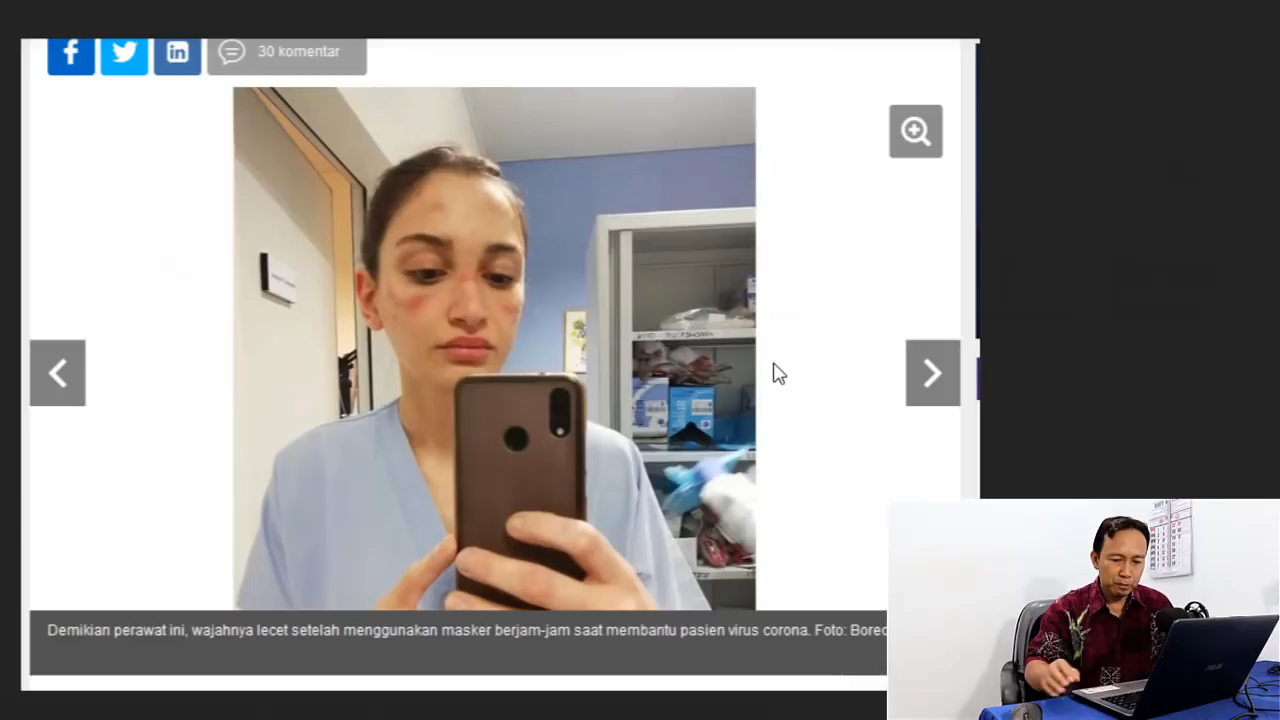 30 komentar
Demikian perawat ini, wajahnya lecet setelah menggunakan masker berjam-jam saat membantu pasien virus corona. Foto: Bored
ASUS